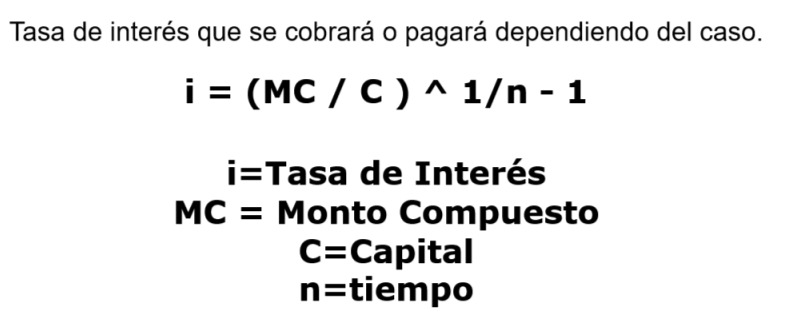 Tasa de interés que se cobrará o pagará dependiendo del caso.
i = (MC / C ) ^ 1/n - 1
i=Tasa de Interés
MC = Monto Compuesto
C=Capital
n=tiempo